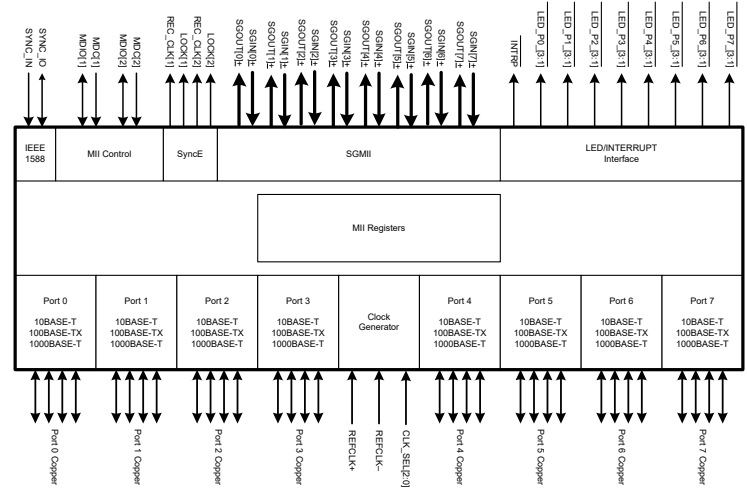 SYNC_IN
SYNC_IO
MDIO[1]
MDC[1]
MDIO[2]
MDC[2]
REC_CLK[1]
LOCK[1]
REC_CLK[2]
LOCK[2]
SGOUT[0]±
SGIN[0]±
SGOUT[1]±
SGIN[1]±
SGOUT[2]±
SGIN[2]±
SGOUT[3]±
SGIN[3]±
SGOUT[4]±
SGIN[4]±
SGOUT[5]±
SGIN[5]±
SGOUT[6]±
SGIN[6]±
SGOUT[7]±
SGIN[7]±
INTRP
LED_P0_[3:1]
LED_P1_[3:1]
LED_P2_[3:1]
LED_P3_[3:1]
LED_P4_[3:1]
LED_P5_[3:1]
LED_P6_[3:1]
LED_P7_[3:1]
IEEE
1588
MII Control
SyncE
SGMII
LED/INTERRUPT
Interface
MII Registers
Port 0
10BASE-T
100BASE-TX
1000BASE-T
Port 1
10BASE-T
100BASE-TX
1000BASE-T
Port 2
10BASE-T
100BASE-TX
1000BASE-T
Port 3
10BASE-T
100BASE-TX
1000BASE-T
Clock
Generator
Port 4
10BASE-T
100BASE-TX
1000BASE-T
Port 5
10BASE-T
100BASE-TX
1000BASE-T
Port 6
10BASE-T
100BASE-TX
1000BASE-T
Port 7
10BASE-T
100BASE-TX
1000BASE-T
Port 0 Copper
Port 1 Copper
Port 2 Copper
Port 3 Copper
REFCLK+
REFCLK–
CLK_SEL[2:0]
Port 4 Copper
Port 5 Copper
Port 6 Copper
Port 7 Copper